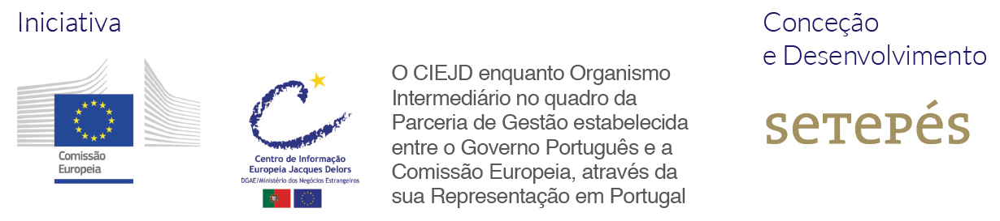 Iniciativa
Comissão
Europeia
Centro de Informação
Europeia Jacques Delors
DGAE/Ministério dos Negócios Estrangeiros
O CIEJD enquanto Organismo
Intermediário no quadro da
Parceria de Gestão estabelecida
entre o Governo Português e a
Comissão Europeia, através da
sua Representação em Portugal
Conceção
e Desenvolvimento
seTePés